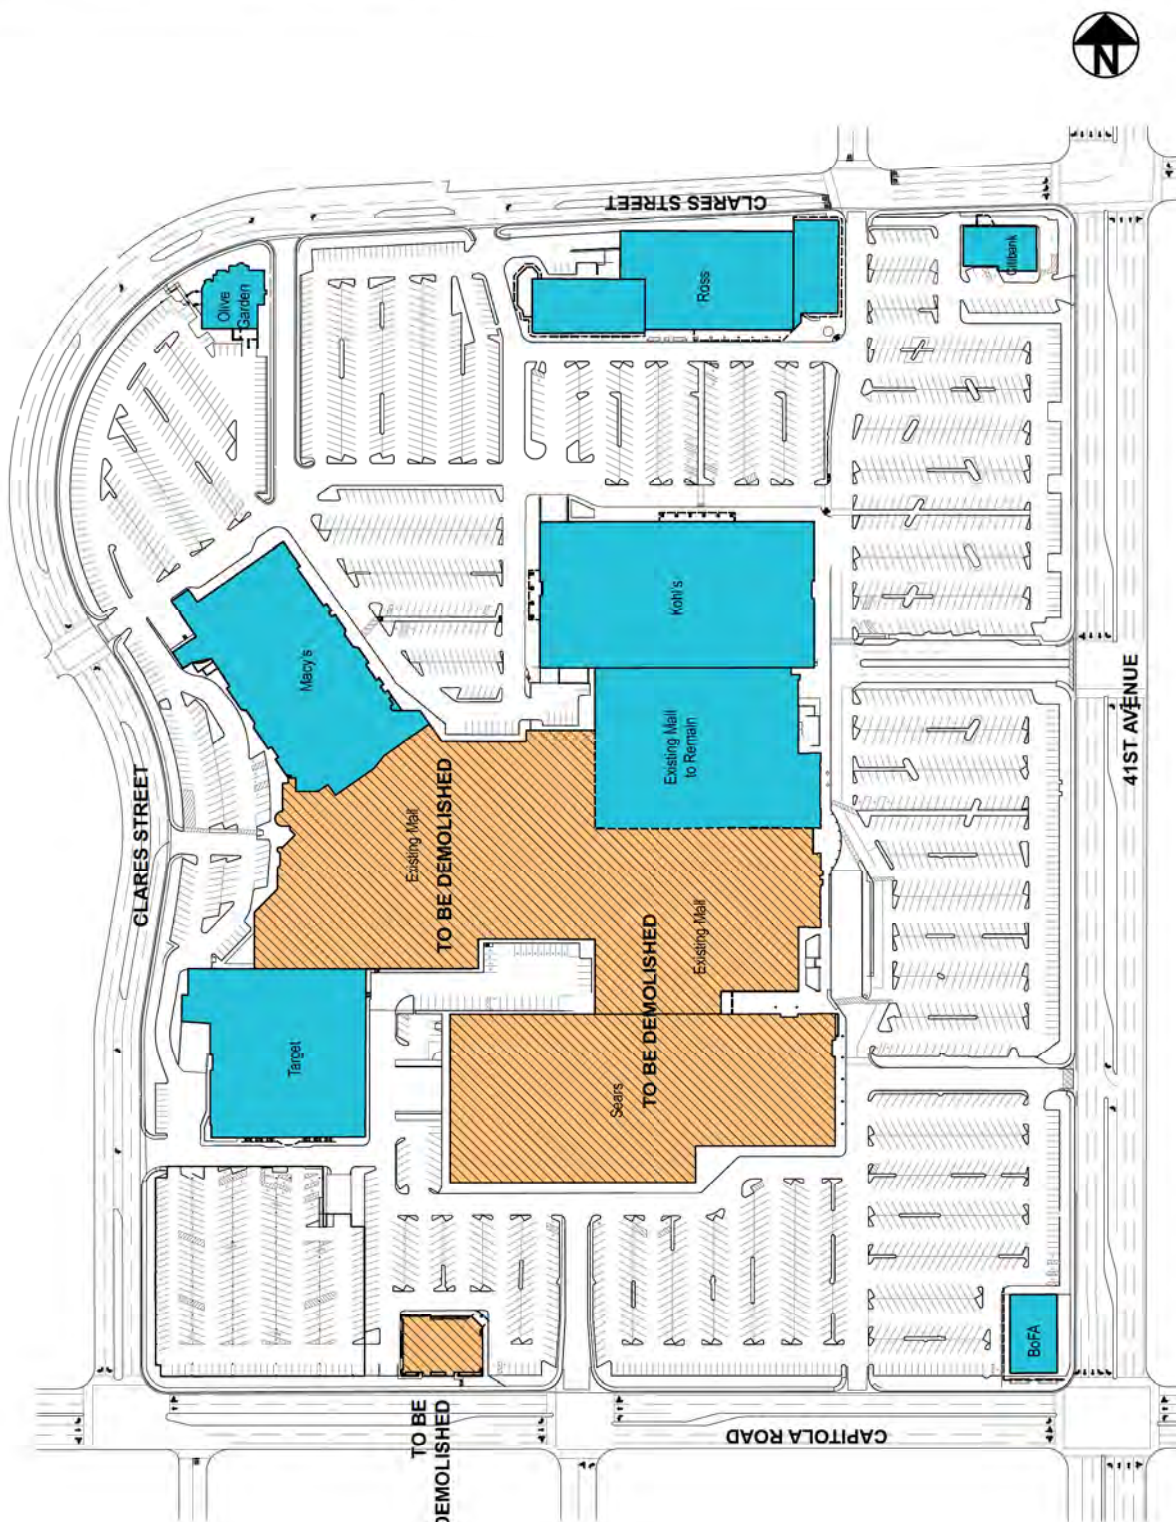 N
CLARES STREET
Olive
Garden
Ross
Citibank
Macy's
Kohl's
Existing Mall
to Remain
41ST AVENUE
CLARES STREET
Existing Mall
TO BE DEMOLISHED
Existing Mall
TO BE DEMOLISHED
Target
Sears
BoFA
TO BE
DEMOLISHED
CAPITOLA ROAD